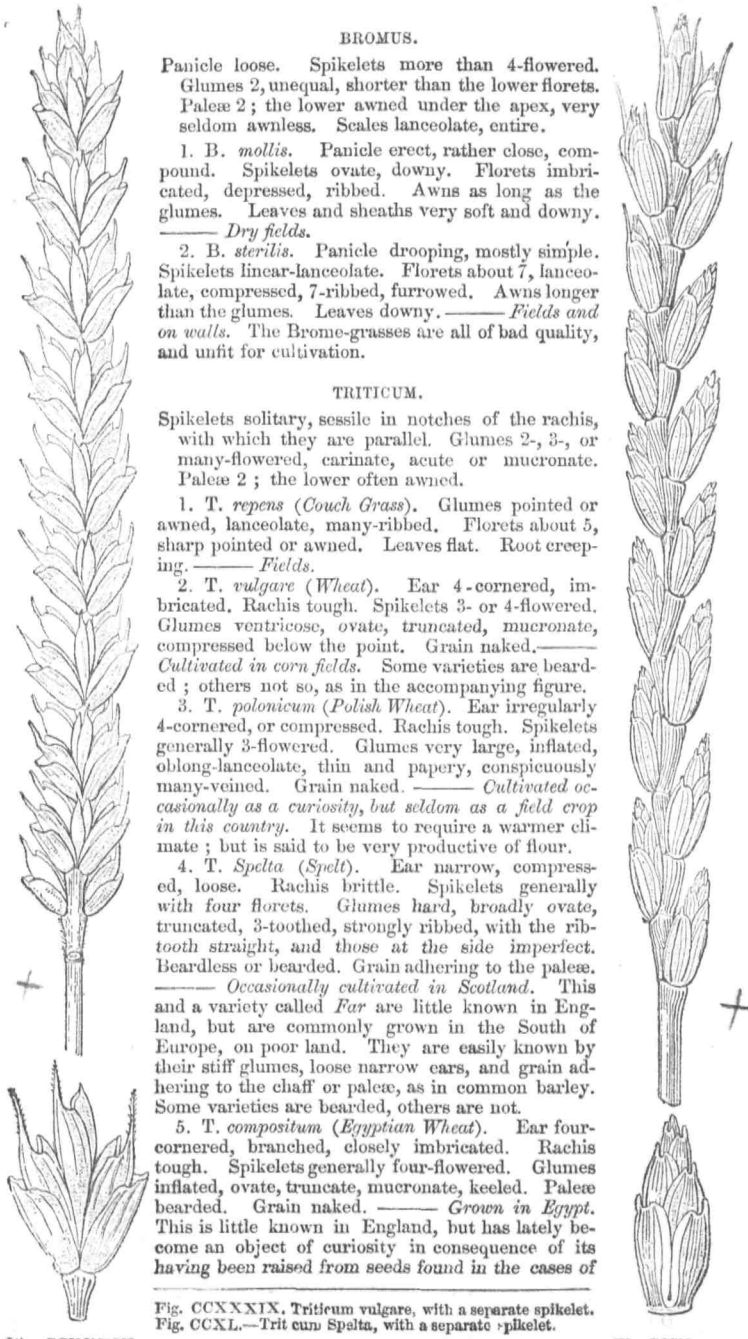 BROMUS.
Panicle loose. Spikelets more than 4-flowered.
Glumes 2, unequal, shorter than the lower florets.
Paleæ 2 ; the lower awned under the apex, very
seldom awnless. Scales lanceolate, entire.
1. B. mollis. Panicle erect, rather close, com-
pound. Spikelets ovate, downy. Florets imbri-
cated, depressed, ribbed. Awns as long as the
glumes. Leaves and sheaths very soft and downy.
——— Dry fields.
2. B. sterilis. Panicle drooping, mostly simple.
Spikelets linear-lanceolate. Florets about 7, lanceo-
late, compressed, 7-ribbed, furrowed. Awns longer
than the glumes. Leaves downy. ——— Fields and
on walls. The Brome-grasses are all of bad quality,
and unfit for cultivation.
TRITICUM.
Spikelets solitary, sessile in notches of the rachis,
with which they are parallel. Glumes 2-, 3-, or
many-flowered, carinate, acute or mucronate.
Paleæ 2 ; the lower often awned.
1. T. repens (Couch Grass). Glumes pointed or
awned, lanceolate, many-ribbed. Florets about 5,
sharp pointed or awned. Leaves flat. Root creep-
ing. ——— Fields.
2. T. vulgare (Wheat). Ear 4-cornered, im-
bricated. Rachis tough. Spikelets 3- or 4-flowered.
Glumes ventricose, ovate, truncated, mucronate,
compressed below the point. Grain naked.———
Cultivated in corn fields. Some varieties are beard-
ed ; others not so, as in the accompanying figure.
3. T. polonicum (Polish Wheat). Ear irregularly
4-cornered, or compressed. Rachis tough. Spikelets
generally 3-flowered. Glumes very large, inflated,
oblong-lanceolate, thin and papery, conspicuously
many-veined. Grain naked. ——— Cultivated oc-
casionally as a curiosity, but seldom as a field crop
in this country. It seems to require a warmer cli-
mate ; but is said to be very productive of flour.
4. T. Spelta (Spelt). Ear narrow, compress-
ed, loose. Rachis brittle. Spikelets generally
with four florets. Glumes hard, broadly ovate,
truncated, 3-toothed, strongly ribbed, with the rib-
tooth straight, and those at the side imperfect.
Beardless or bearded. Grain adhering to the paleæ.
——— Occasionally cultivated in Scotland. This
and a variety called Far are little known in Eng-
land, but are commonly grown in the South of
Europe, on poor land. They are easily known by
their stiff glumes, loose narrow ears, and grain ad-
hering to the chaff or paleæ, as in common barley.
Some varieties are bearded, others are not.
5. T. compositum (Egyptian Wheat). Ear four-
cornered, branched, closely imbricated. Rachis
tough. Spikelets generally four-flowered. Glumes
inflated, ovate, truncate, mucronate, keeled. Paleæ
bearded. Grain naked. ——— Grown in Egypt.
This is little known in England, but has lately be-
come an object of curiosity in consequence of its
having been raised from seeds found in the cases of
Fig. CCXXXIX. Triticum vulgare, with a separate spikelet.
Fig. CCXL.—Trit cum Spelta, with a separate spikelet.